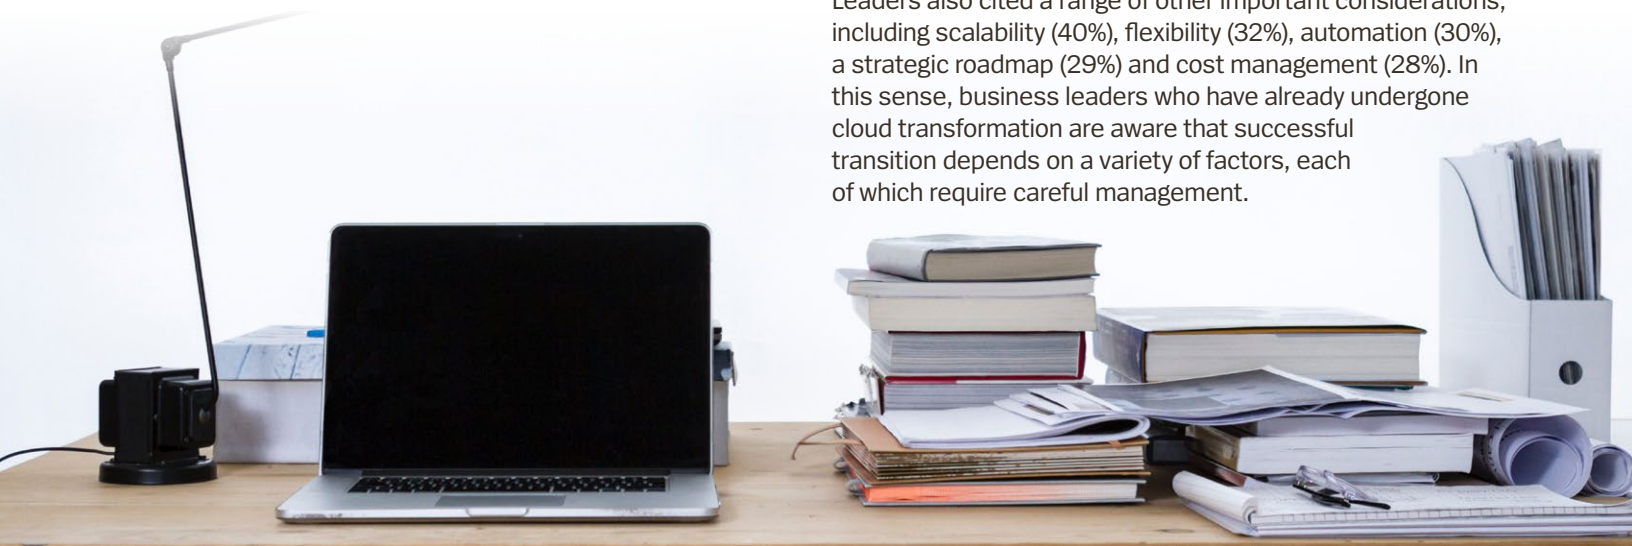 Leaders also cited a range of other important considerations,
including scalability (40%), flexibility (32%), automation (30%),
a strategic roadmap (29%) and cost management (28%). In
this sense, business leaders who have already undergone
cloud transformation are aware that successful
transition depends on a variety of factors, each
of which require careful management.